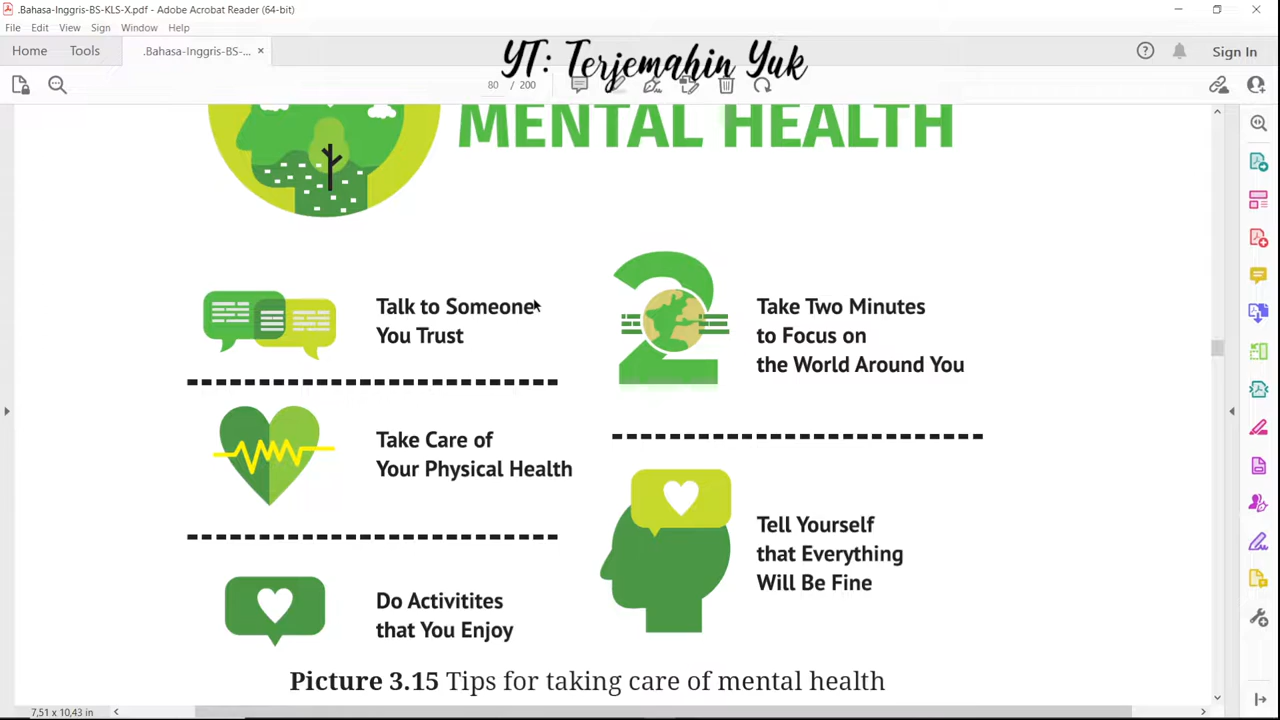 .Bahasa-Inggris-BS-KLS-X.pdf - Adobe Acrobat Reader (64-bit)
File Edit View Sign Window Help
Home Tools .Bahasa-Inggris-BS-... × Sign In
YT: Terjemahin Yuk
80 / 200
MENTAL HEALTH
Talk to Someone
You Trust
Take Care of
Your Physical Health
Do Activitites
that You Enjoy
2
Take Two Minutes
to Focus on
the World Around You
Tell Yourself
that Everything
Will Be Fine
Picture 3.15 Tips for taking care of mental health
7,51 x 10,43 in